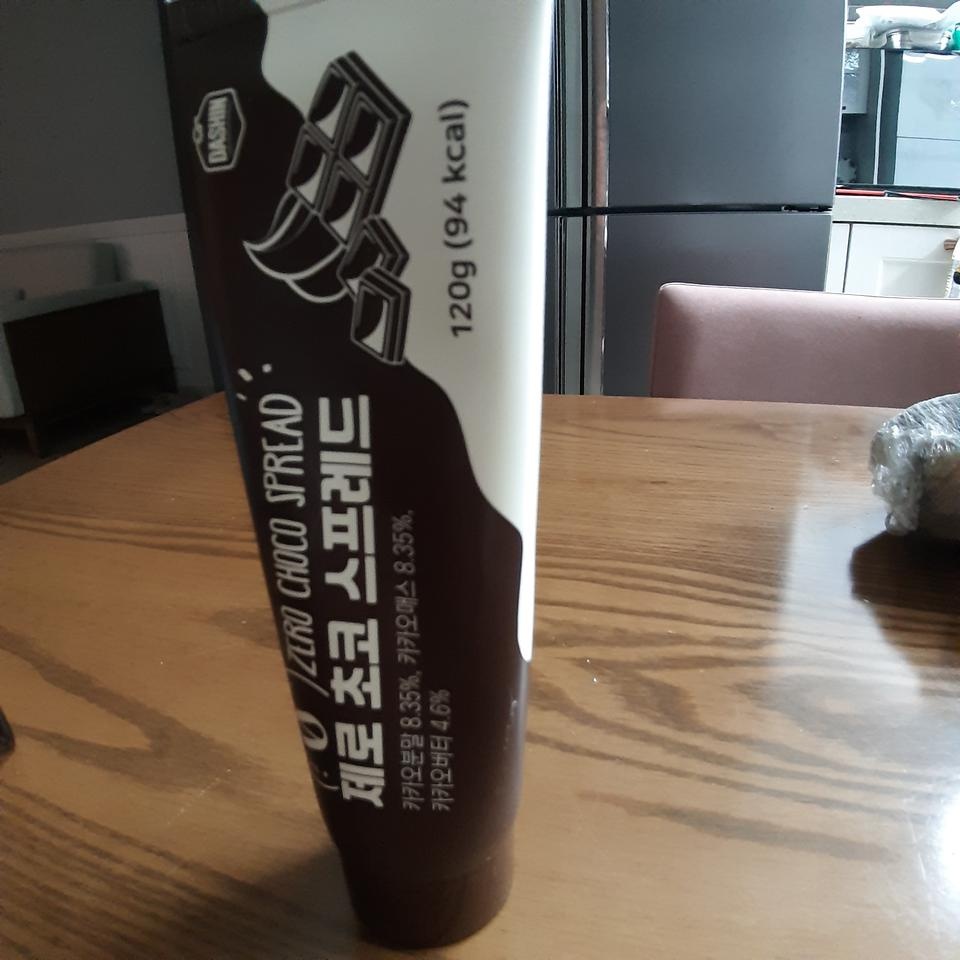 DASHIN
ZERO CHOCO SPREAD
제로 초코 스프레드
카카오분말 8.35%, 카카오매스 8.35%,
카카오버터 4.6%
120g (94 kcal)